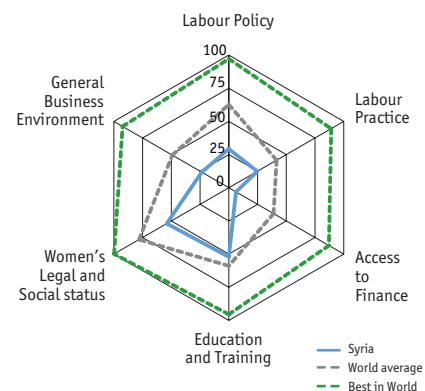 Labour Policy
100
75
50
25
0
General
Business
Environment
Labour
Practice
Women's
Legal and
Social status
Access
to
Finance
Education
and Training
Syria
World average
Best in World